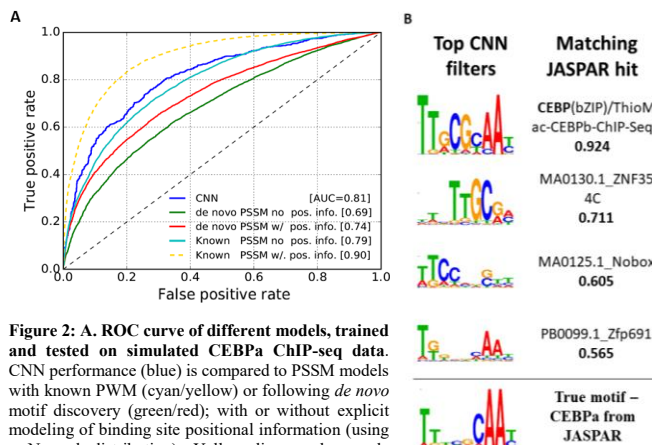 A
1.0
0.8
0.6
0.4
0.2
0.0
True positive rate
CNN [AUC=0.81]
de novo PSSM no pos. info. [0.69]
de novo PSSM w/ pos. info. [0.74]
Known PSSM no pos. info. [0.79]
Known PSSM w/. pos. info. [0.90]
0.0 0.2 0.4 0.6 0.8 1.0
False positive rate
Figure 2: A. ROC curve of different models, trained
and tested on simulated CEBPa ChIP-seq data.
CNN performance (blue) is compared to PSSM models
with known PWM (cyan/yellow) or following de novo
motif discovery (green/red); with or without explicit
modeling of binding site positional information (using
B
Top CNN
filters
Matching
JASPAR hit
TTGCGCAAT
CEBP(bZIP)/ThioM
ac-CEBPb-ChIP-Seq
0.924
TTGC
MA0130.1_ZNF35
4C
0.711
TTCC
MA0125.1_Nobox
0.605
PB0099.1_Zfp691
0.565
True motif –
CEBPa from
JASPAR